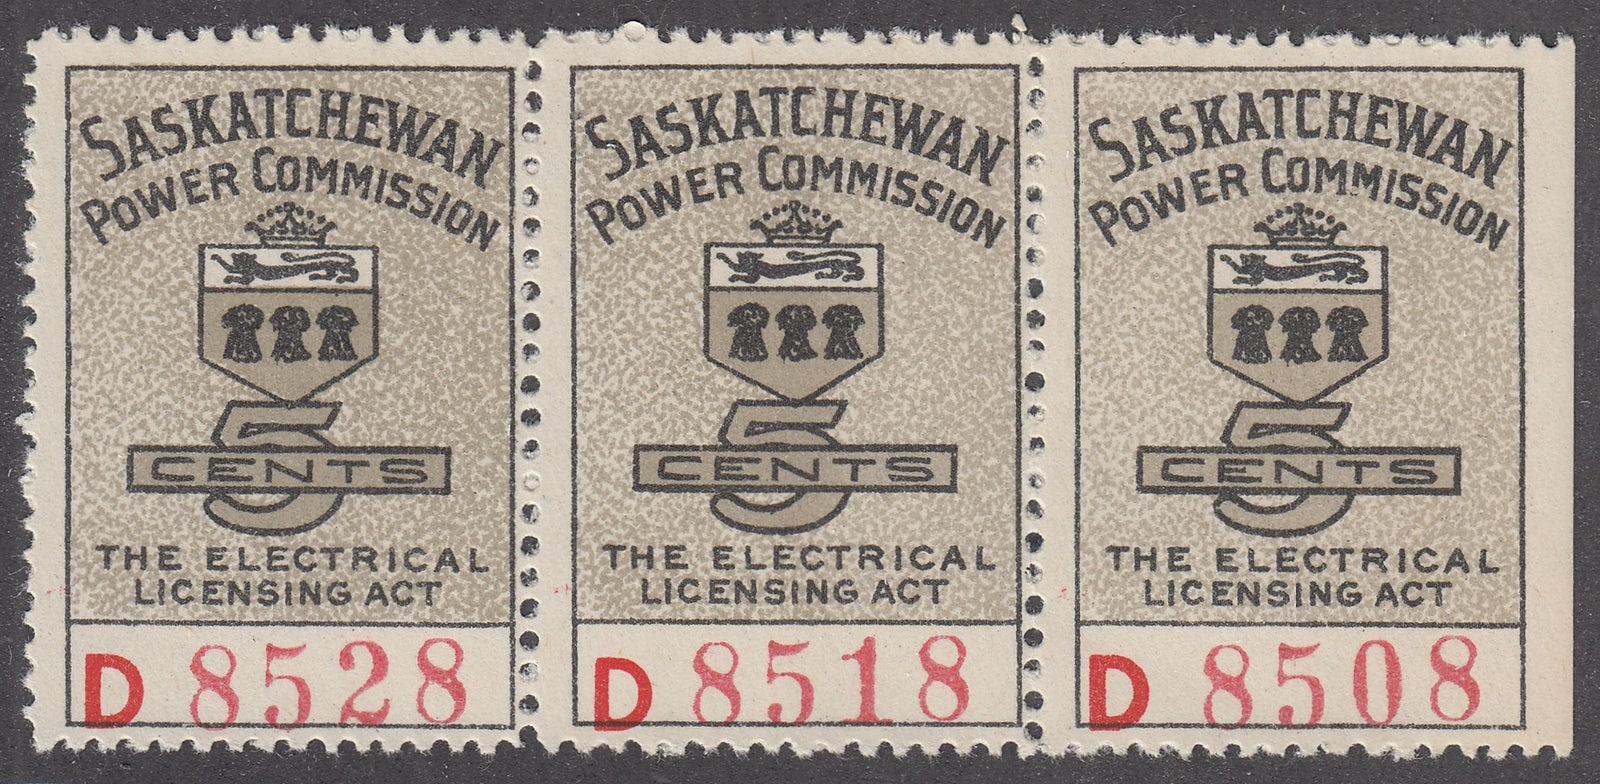 SASKATCHEWAN
POWER COMMISSION
5
CENTS
THE ELECTRICAL
LICENSING ACT
D 8528
SASKATCHEWAN
POWER COMMISSION
5
CENTS
THE ELECTRICAL
LICENSING ACT
D 8518
SASKATCHEWAN
POWER COMMISSION
5
CENTS
THE ELECTRICAL
LICENSING ACT
D 8508